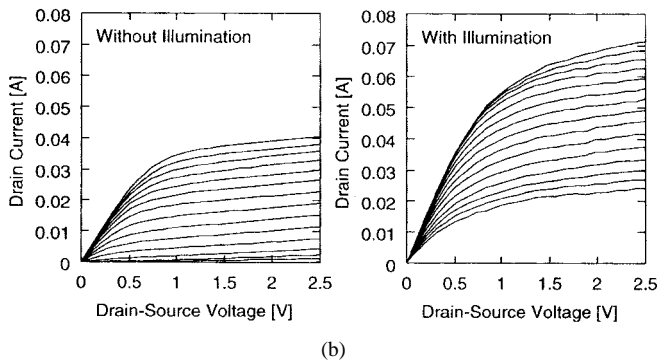 Without Illumination
Drain Current [A]
0.08
0.07
0.06
0.05
0.04
0.03
0.02
0.01
0
0 0.5 1 1.5 2 2.5
Drain-Source Voltage [V]
With Illumination
Drain Current [A]
0.08
0.07
0.06
0.05
0.04
0.03
0.02
0.01
0
0 0.5 1 1.5 2 2.5
Drain-Source Voltage [V]
(b)